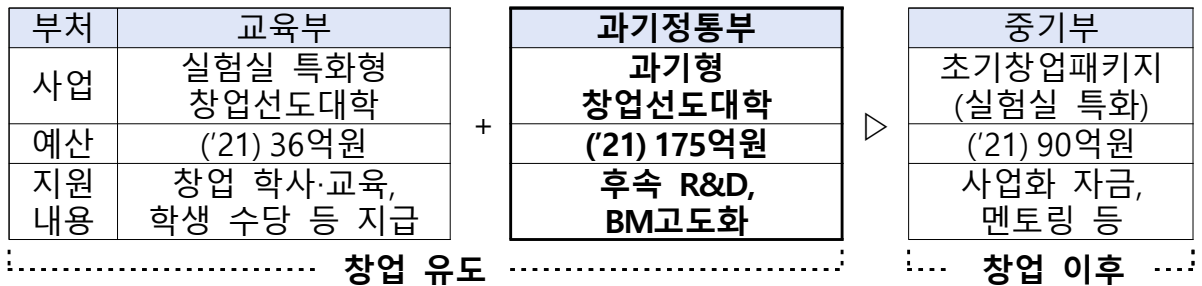 부처 교육부 과기정통부 중기부
사업 실험실 특화형 창업선도대학 과기형 창업선도대학 초기창업패키지 (실험실 특화)
예산 ('21) 36억원 + ('21) 175억원 ▷ ('21) 90억원
지원 내용 창업 학사·교육, 학생 수당 등 지급 후속 R&D, BM고도화 사업화 자금, 멘토링 등
창업 유도 창업 이후